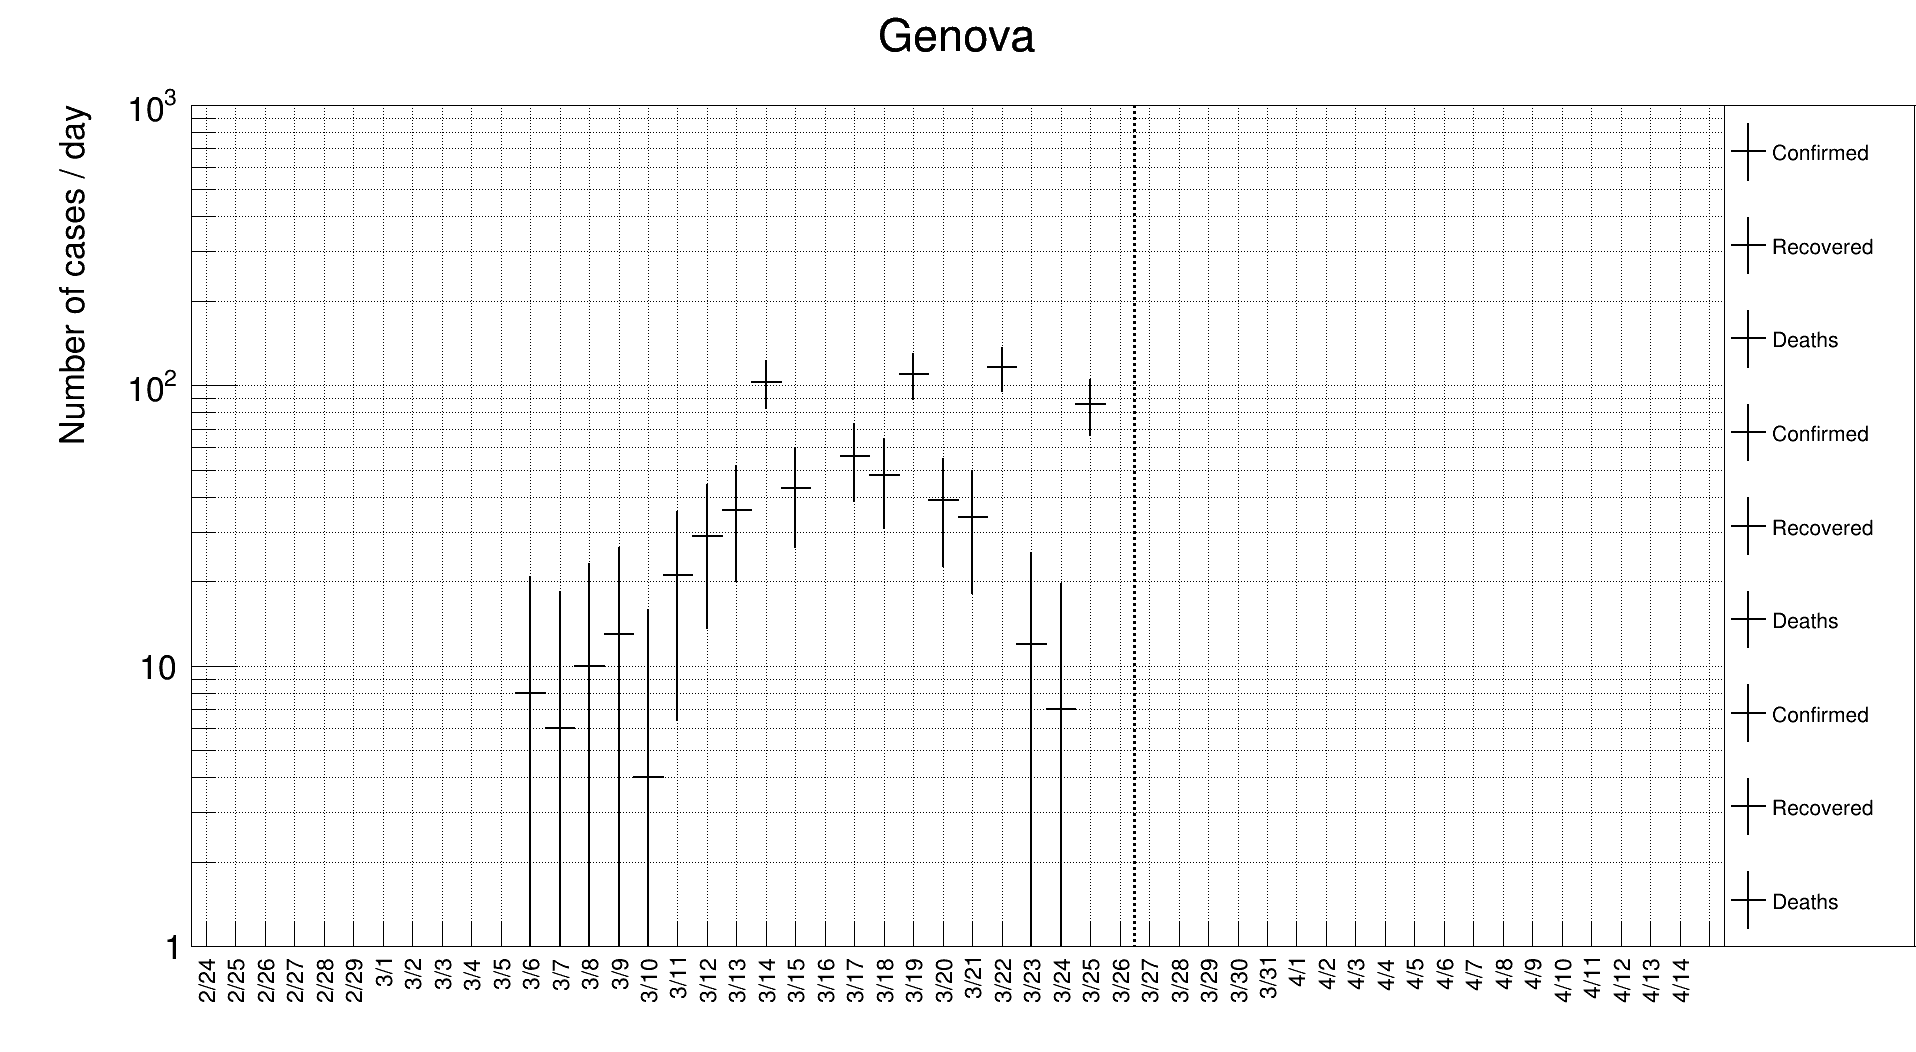 Genova
Number of cases / day
10³
10²
10
1
2/24 2/25 2/26 2/27 2/28 2/29 3/1 3/2 3/3 3/4 3/5 3/6 3/7 3/8 3/9 3/10 3/11 3/12 3/13 3/14 3/15 3/16 3/17 3/18 3/19 3/20 3/21 3/22 3/23 3/24 3/25 3/26 3/27 3/28 3/29 3/30 3/31 4/1 4/2 4/3 4/4 4/5 4/6 4/7 4/8 4/9 4/10 4/11 4/12 4/13 4/14
Confirmed
Recovered
Deaths
Confirmed
Recovered
Deaths
Confirmed
Recovered
Deaths